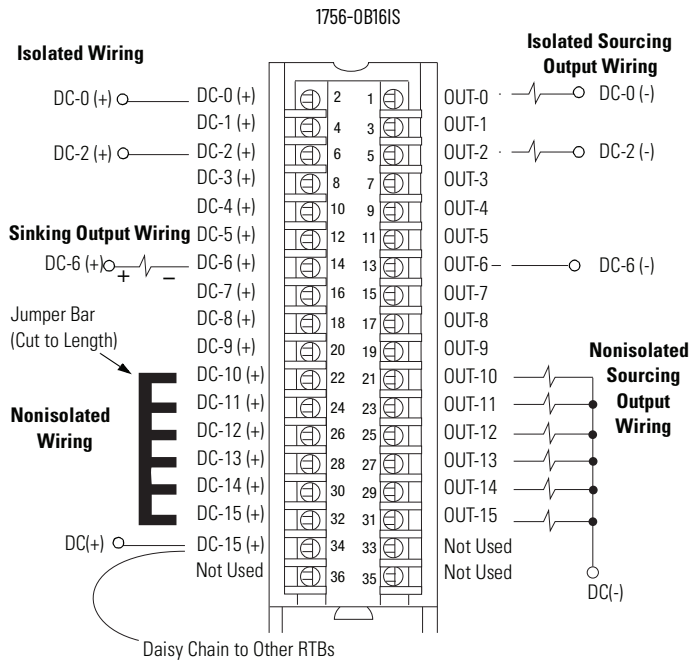 1756-OB16IS
Isolated Wiring
Isolated Sourcing
Output Wiring
DC-0 (+) DC-0 (+) 2 1 OUT-0 DC-0 (-)
DC-1 (+) 4 3 OUT-1
DC-2 (+) DC-2 (+) 6 5 OUT-2 DC-2 (-)
DC-3 (+) 8 7 OUT-3
DC-4 (+) 10 9 OUT-4
Sinking Output Wiring DC-5 (+) 12 11 OUT-5
DC-6 (+) + – DC-6 (+) 14 13 OUT-6 DC-6 (-)
DC-7 (+) 16 15 OUT-7
Jumper Bar
(Cut to Length)
DC-8 (+) 18 17 OUT-8
DC-9 (+) 20 19 OUT-9
Nonisolated
Sourcing
Output
Wiring
DC-10 (+) 22 21 OUT-10
Nonisolated
Wiring
DC-11 (+) 24 23 OUT-11
DC-12 (+) 26 25 OUT-12
DC-13 (+) 28 27 OUT-13
DC-14 (+) 30 29 OUT-14
DC-15 (+) 32 31 OUT-15
DC(+) DC-15 (+) 34 33 Not Used
Not Used 36 35 Not Used
DC(-)
Daisy Chain to Other RTBs